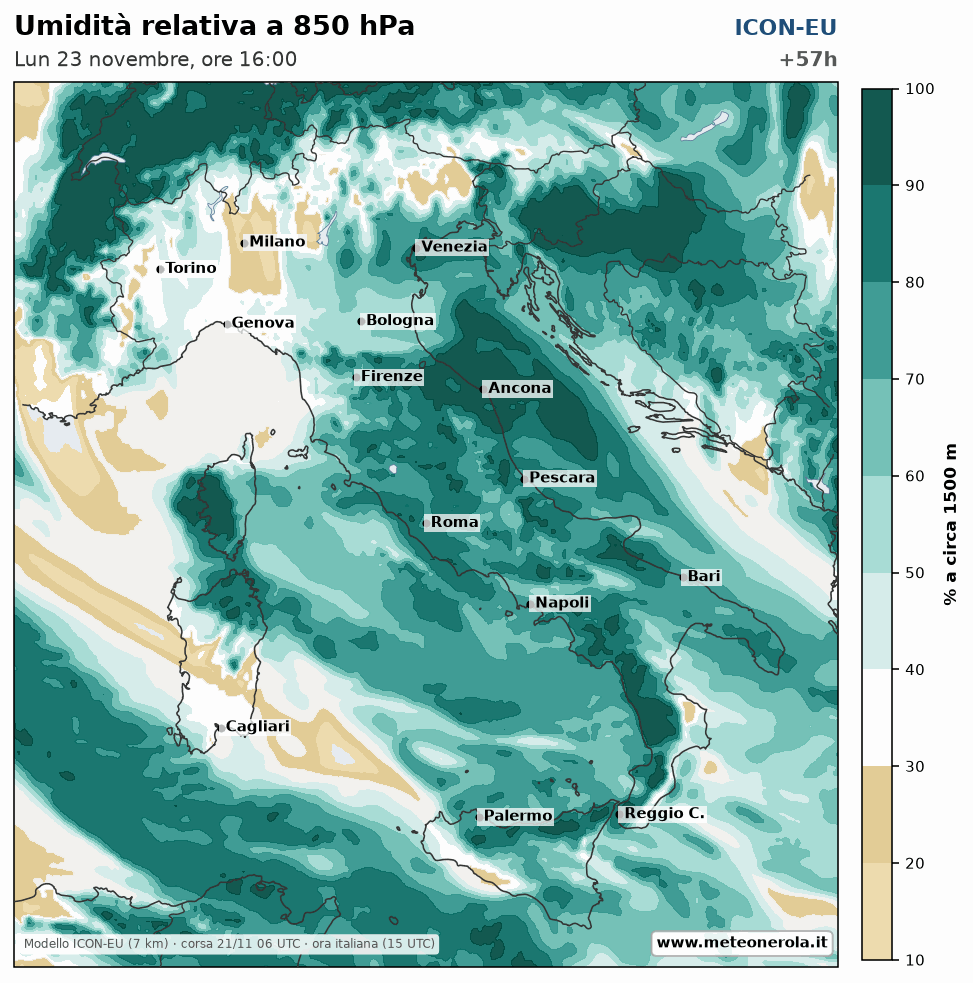 Umidità relativa a 850 hPa
ICON-EU
Lun 23 novembre, ore 16:00
+57h
100
90
80
70
60
50
40
30
20
10
% a circa 1500 m
Milano
Venezia
Torino
Genova
Bologna
Firenze
Ancona
Pescara
Roma
Bari
Napoli
Cagliari
Palermo
Reggio C.
Modello ICON-EU (7 km) · corsa 21/11 06 UTC · ora italiana (15 UTC)
www.meteonerola.it